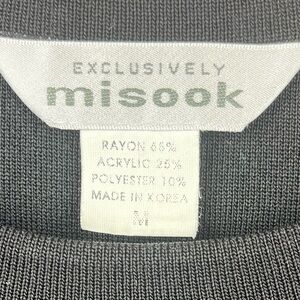 EXCLUSIVELY
misook
RAYON 65%
ACRYLIC 25%
POLYESTER 10%
MADE IN KOREA